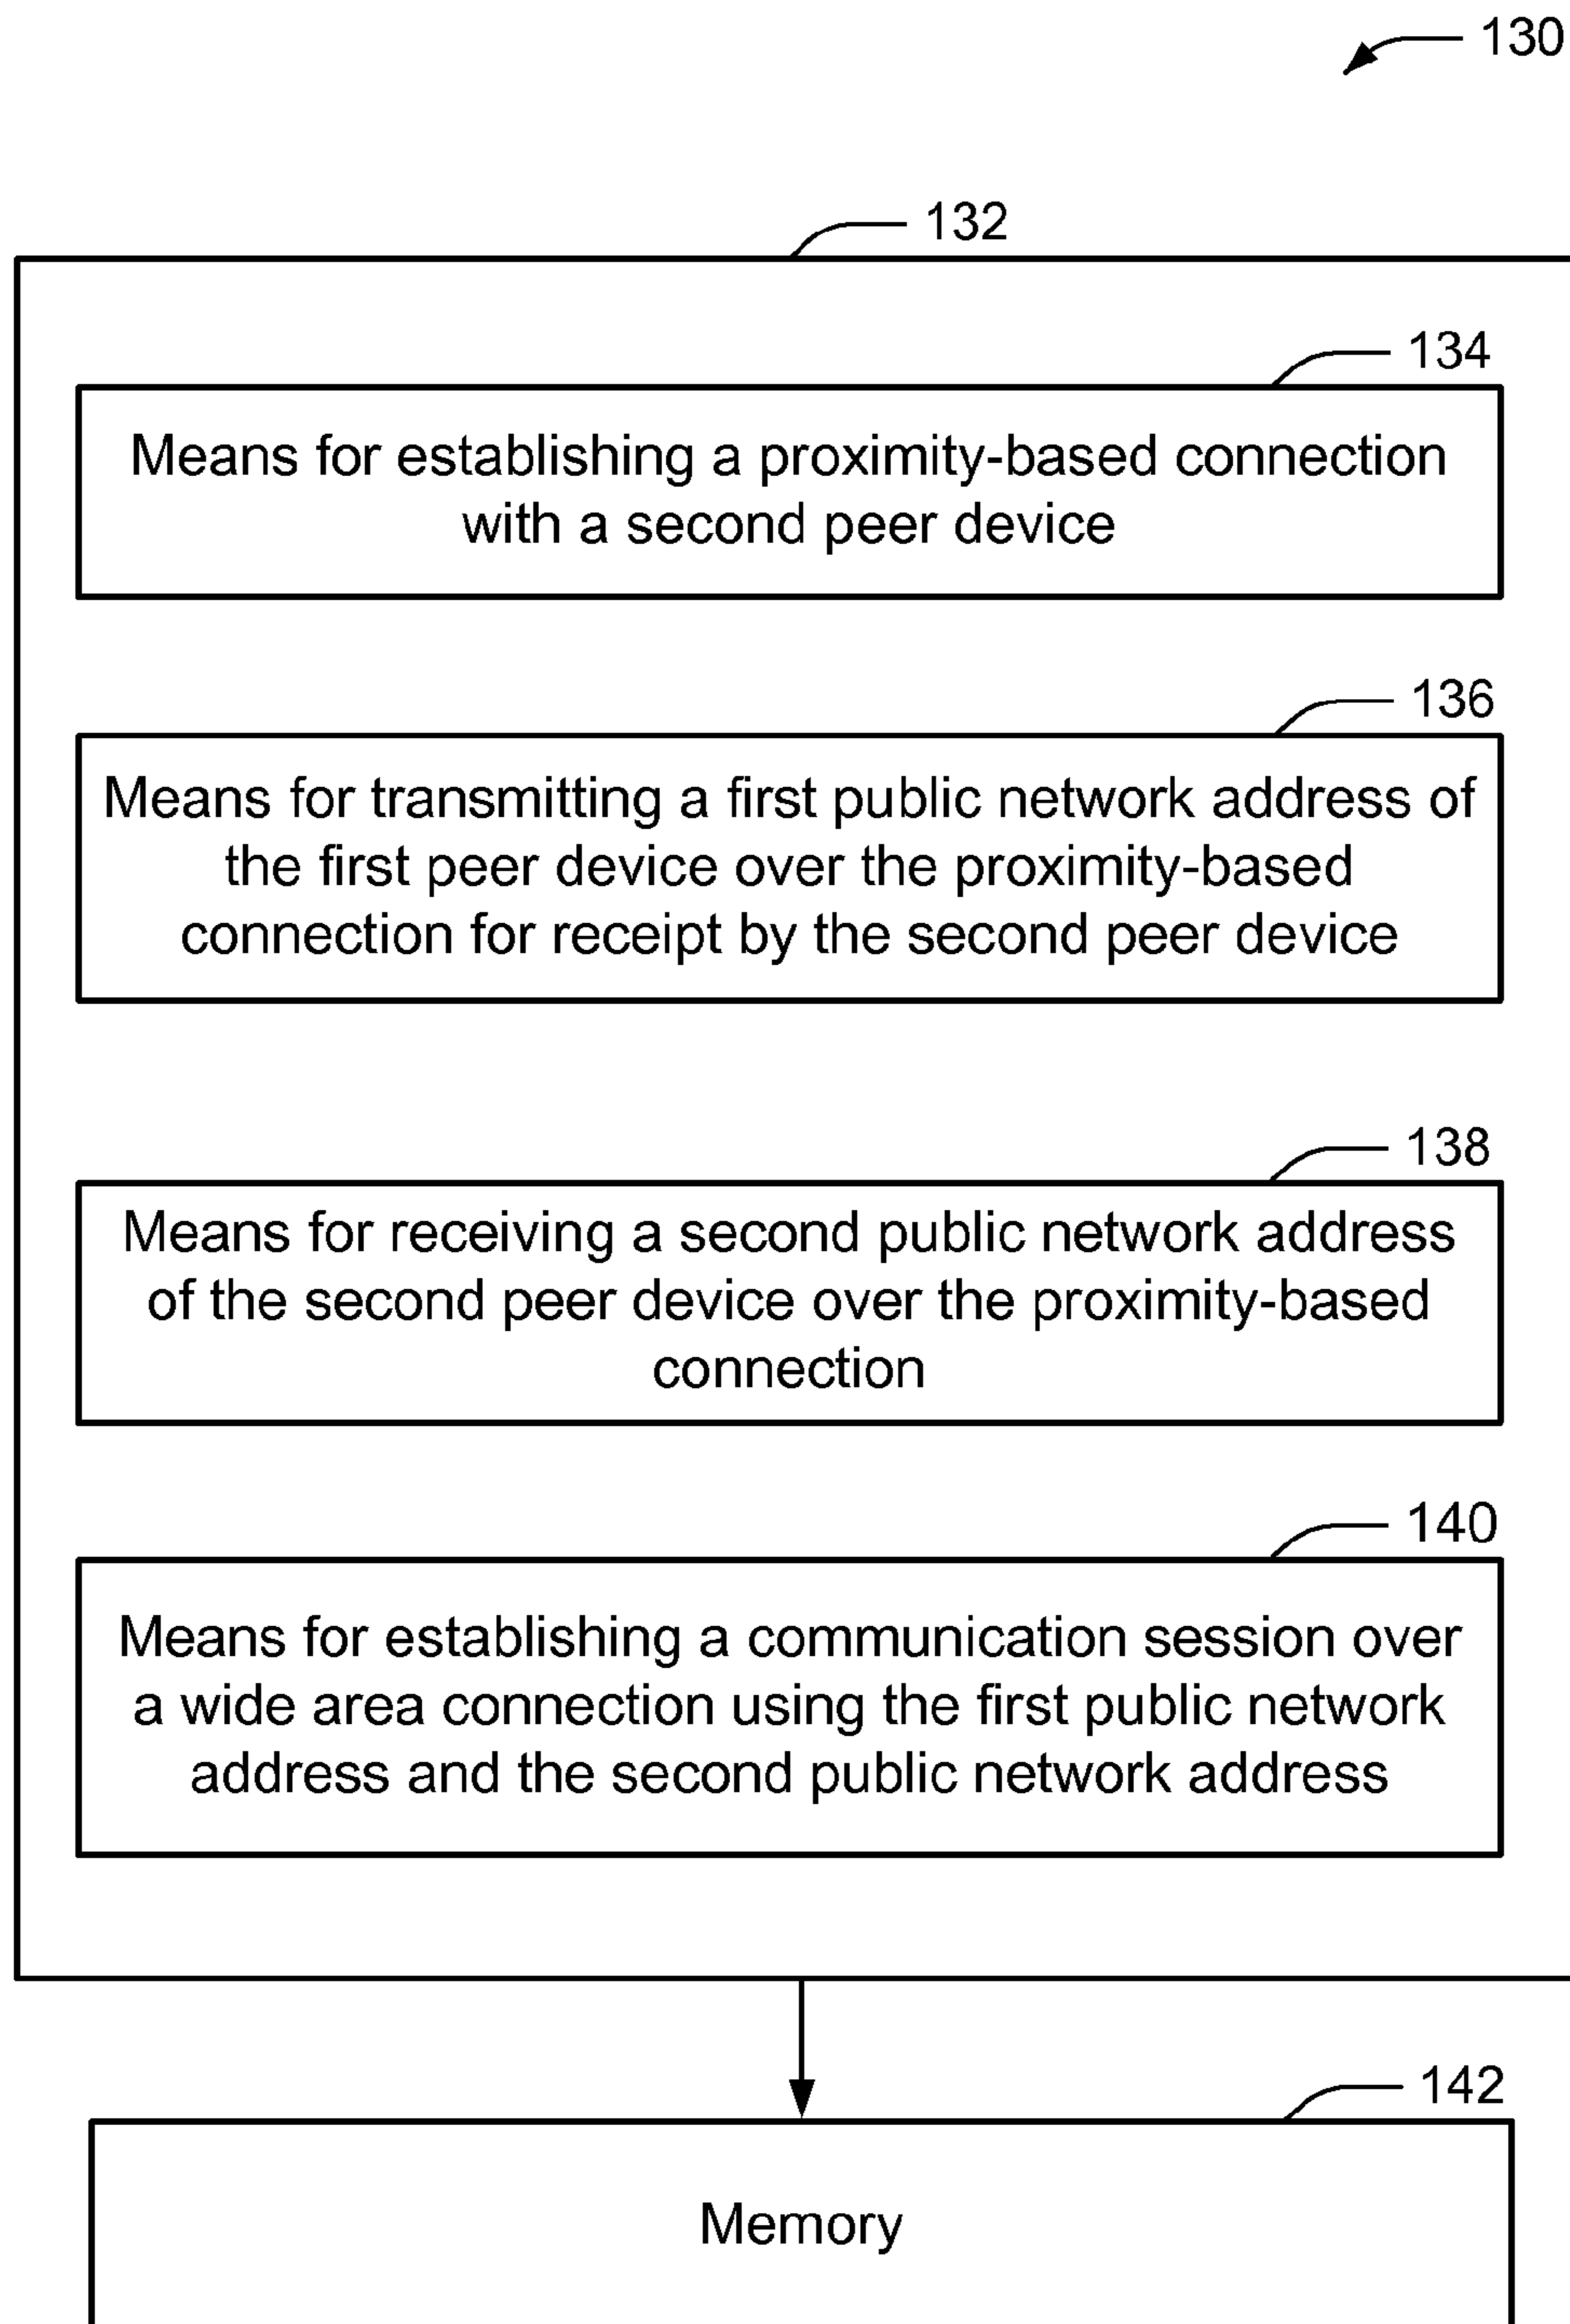 130
132
134
Means for establishing a proximity-based connection
with a second peer device
136
Means for transmitting a first public network address of
the first peer device over the proximity-based
connection for receipt by the second peer device
138
Means for receiving a second public network address
of the second peer device over the proximity-based
connection
140
Means for establishing a communication session over
a wide area connection using the first public network
address and the second public network address
142
Memory